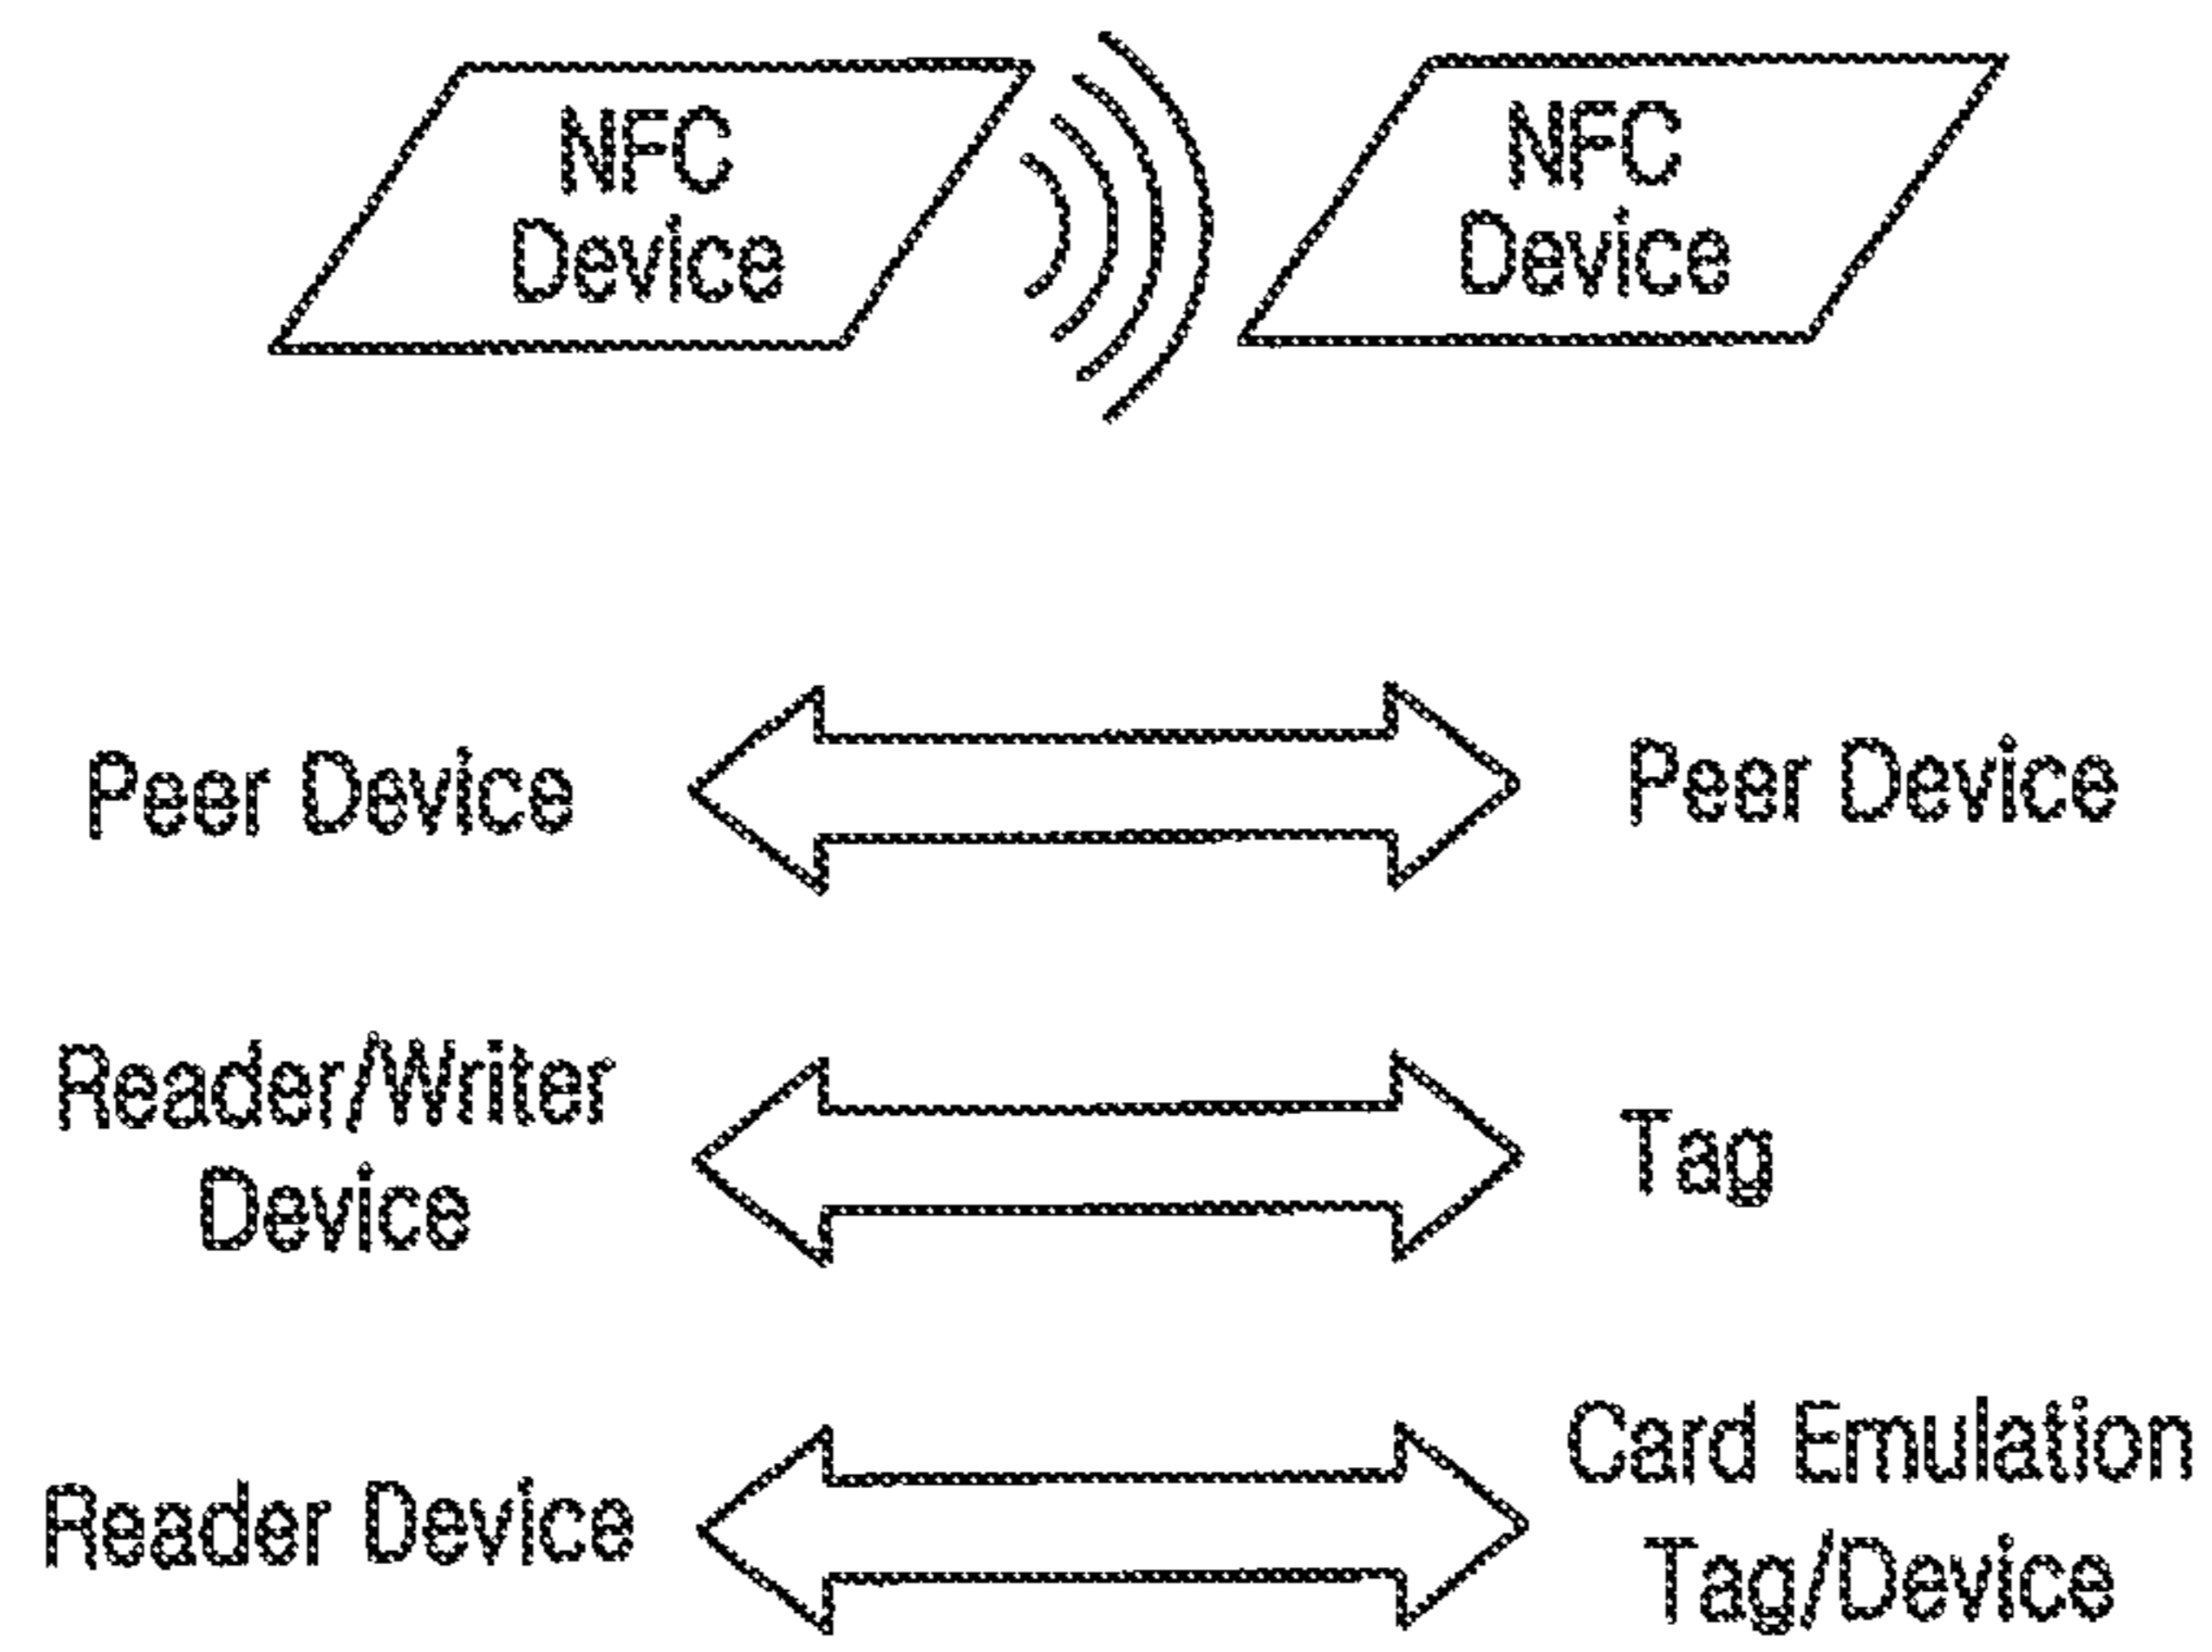 NFC
Device
NFC
Device
Peer Device
Peer Device
Reader/Writer
Device
Tag
Reader Device
Card Emulation
Tag/Device